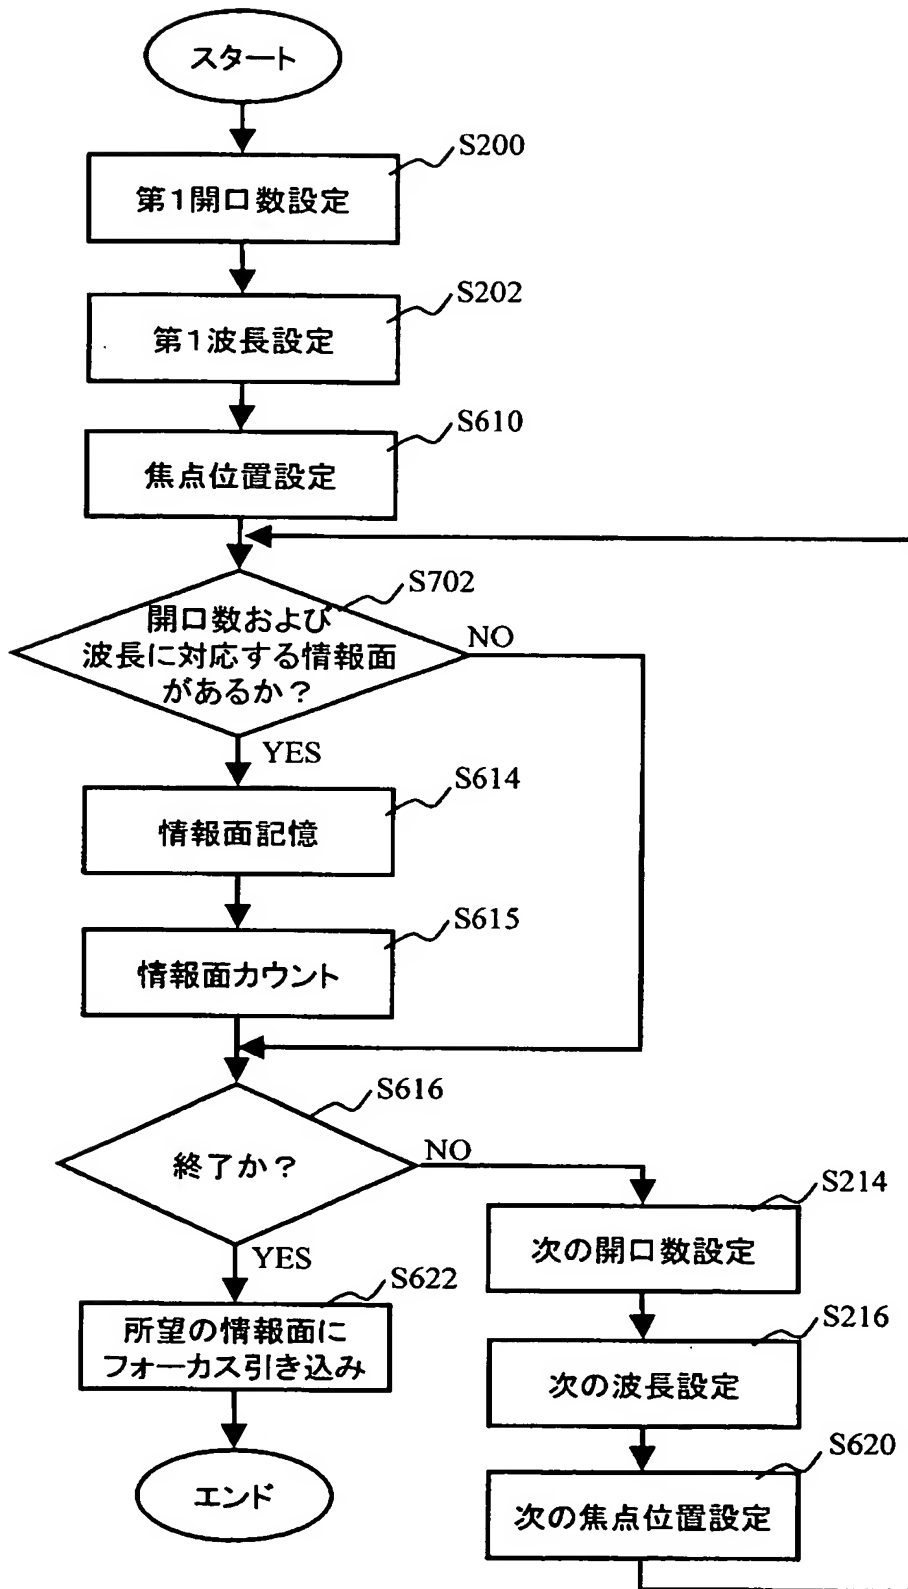 スタート
S200
第1開口数設定
S202
第1波長設定
S610
焦点位置設定
S702
開口数および
波長に対応する情報面
があるか？
NO
YES
S614
情報面記憶
S615
情報面カウント
S616
終了か？
NO
YES
S214
次の開口数設定
S622
所望の情報面に
フォーカス引き込み
S216
次の波長設定
S620
次の焦点位置設定
エンド